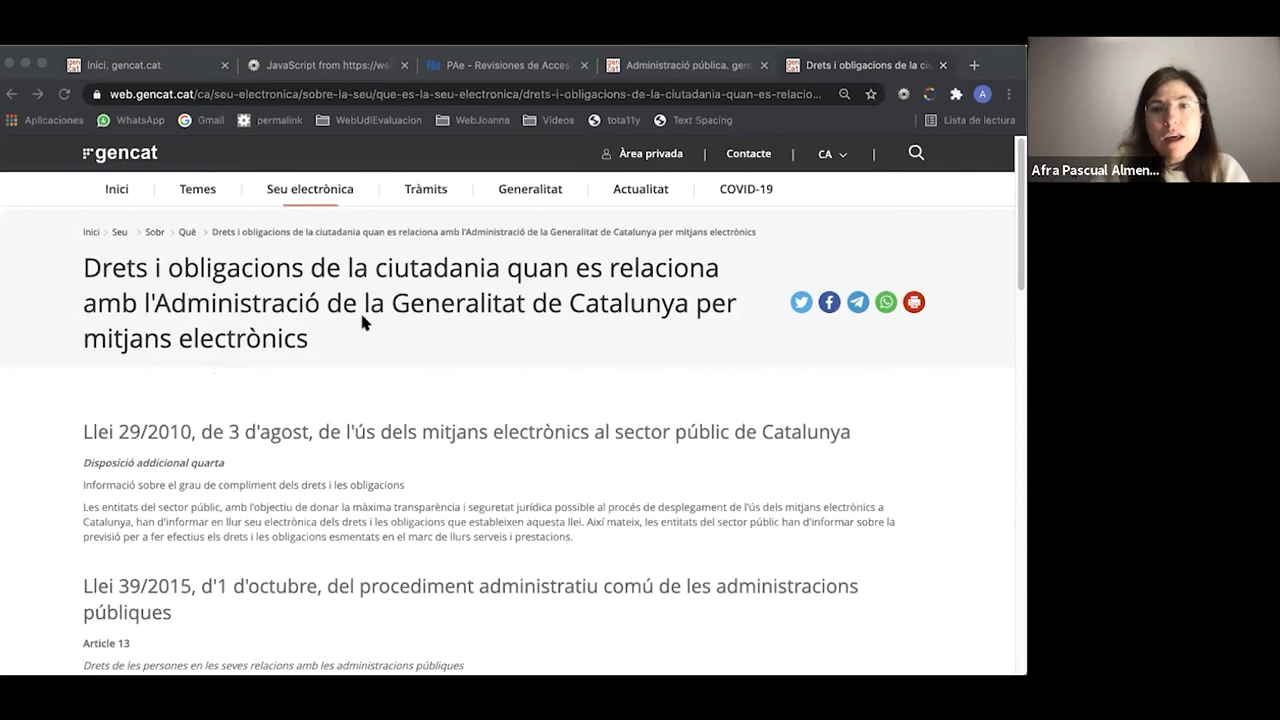 Inici. gencat.cat
JavaScript from https://we
PAe - Revisiones de Acces
Administració pública. gen
Drets i obligacions de la ciu
web.gencat.cat/ca/seu-electronica/sobre-la-seu/que-es-la-seu-electronica/drets-i-obligacions-de-la-ciutadania-quan-es-relacio...
A
Aplicaciones
WhatsApp
Gmail
permalink
WebUdlEvaluacion
WebJoanna
Vídeos
tota11y
Text Spacing
Lista de lectura
gencat
Àrea privada
Contacte
CA
Inici
Temes
Seu electrònica
Tràmits
Generalitat
Actualitat
COVID-19
Inici > Seu > Sobr > Què > Drets i obligacions de la ciutadania quan es relaciona amb l'Administració de la Generalitat de Catalunya per mitjans electrònics
Drets i obligacions de la ciutadania quan es relaciona
amb l'Administració de la Generalitat de Catalunya per
mitjans electrònics
Llei 29/2010, de 3 d'agost, de l'ús dels mitjans electrònics al sector públic de Catalunya
Disposició addicional quarta
Informació sobre el grau de compliment dels drets i les obligacions
Les entitats del sector públic, amb l'objectiu de donar la màxima transparència i seguretat jurídica possible al procés de desplegament de l'ús dels mitjans electrònics a
Catalunya, han d'informar en llur seu electrònica dels drets i les obligacions que estableixen aquesta llei. Així mateix, les entitats del sector públic han d'informar sobre la
previsió per a fer efectius els drets i les obligacions esmentats en el marc de llurs serveis i prestacions.
Llei 39/2015, d'1 d'octubre, del procediment administratiu comú de les administracions
públiques
Article 13
Drets de les persones en les seves relacions amb les administracions públiques
Afra Pascual Almen...